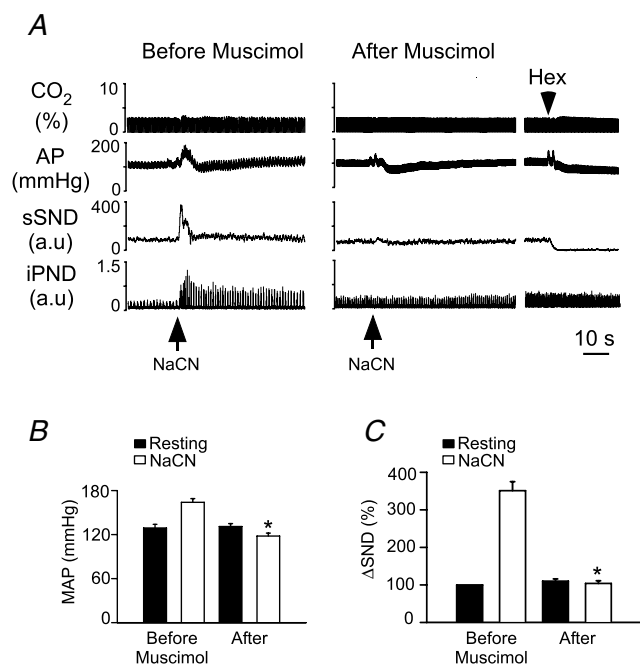 A
Before Muscimol After Muscimol
Hex
CO2
(%)
10
0
AP
(mmHg)
200
0
sSND
(a.u)
400
0
iPND
(a.u)
1.5
0
NaCN NaCN
10 s
B
Resting
NaCN
MAP (mmHg)
180
120
60
0
*
Before
Muscimol
After
C
Resting
NaCN
ΔSND (%)
400
300
200
100
0
*
Before
Muscimol
After